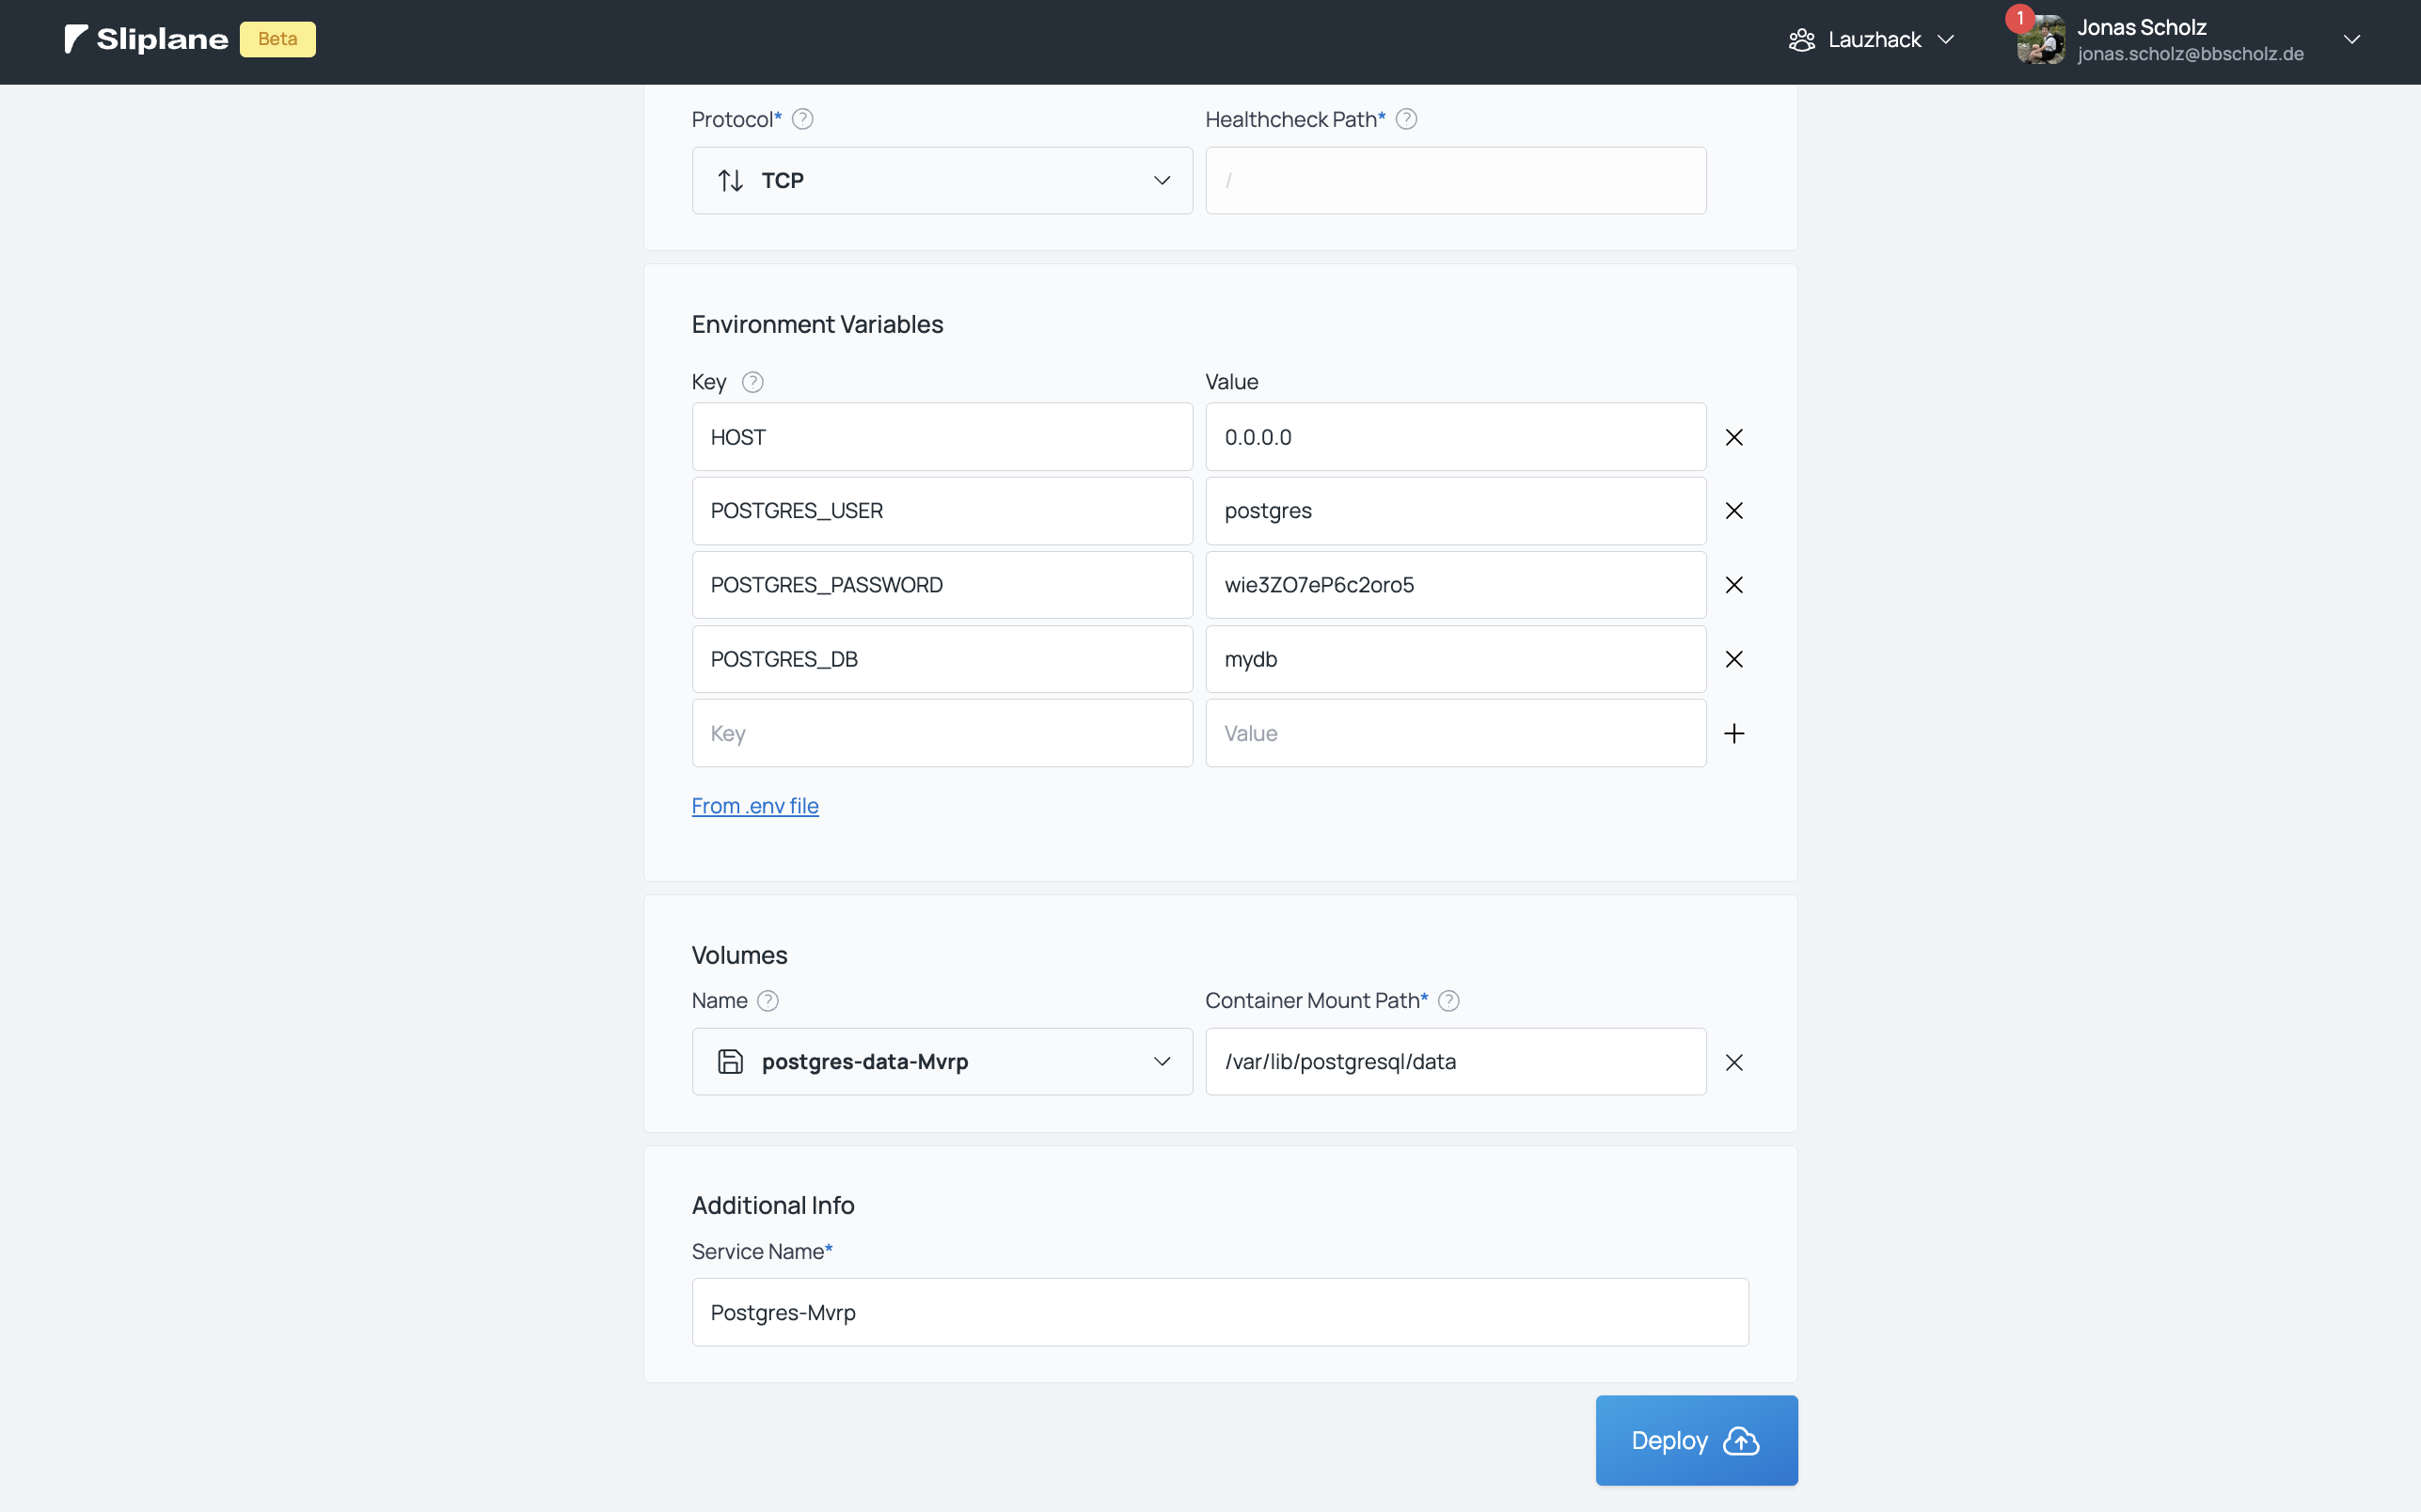 Sliplane Beta
Lauzhack
1
Jonas Scholz
jonas.scholz@bbscholz.de
Protocol* ? Healthcheck Path* ?
TCP /
Environment Variables
Key ? Value
HOST 0.0.0.0
POSTGRES_USER postgres
POSTGRES_PASSWORD wie3ZO7eP6c2oro5
POSTGRES_DB mydb
Key Value
From .env file
Volumes
Name ? Container Mount Path* ?
postgres-data-Mvrp /var/lib/postgresql/data
Additional Info
Service Name*
Postgres-Mvrp
Deploy